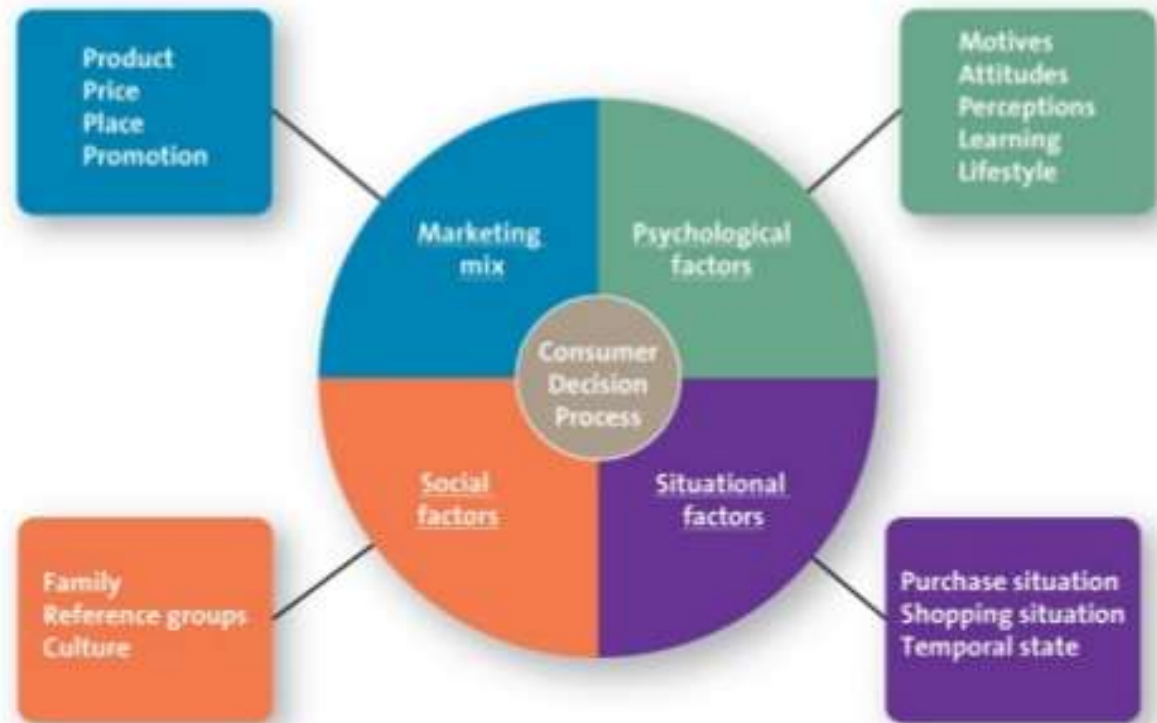 Product
Price
Place
Promotion
Motives
Attitudes
Perceptions
Learning
Lifestyle
Marketing
mix
Psychological
factors
Consumer
Decision
Process
Social
factors
Situational
factors
Family
Reference groups
Culture
Purchase situation
Shopping situation
Temporal state